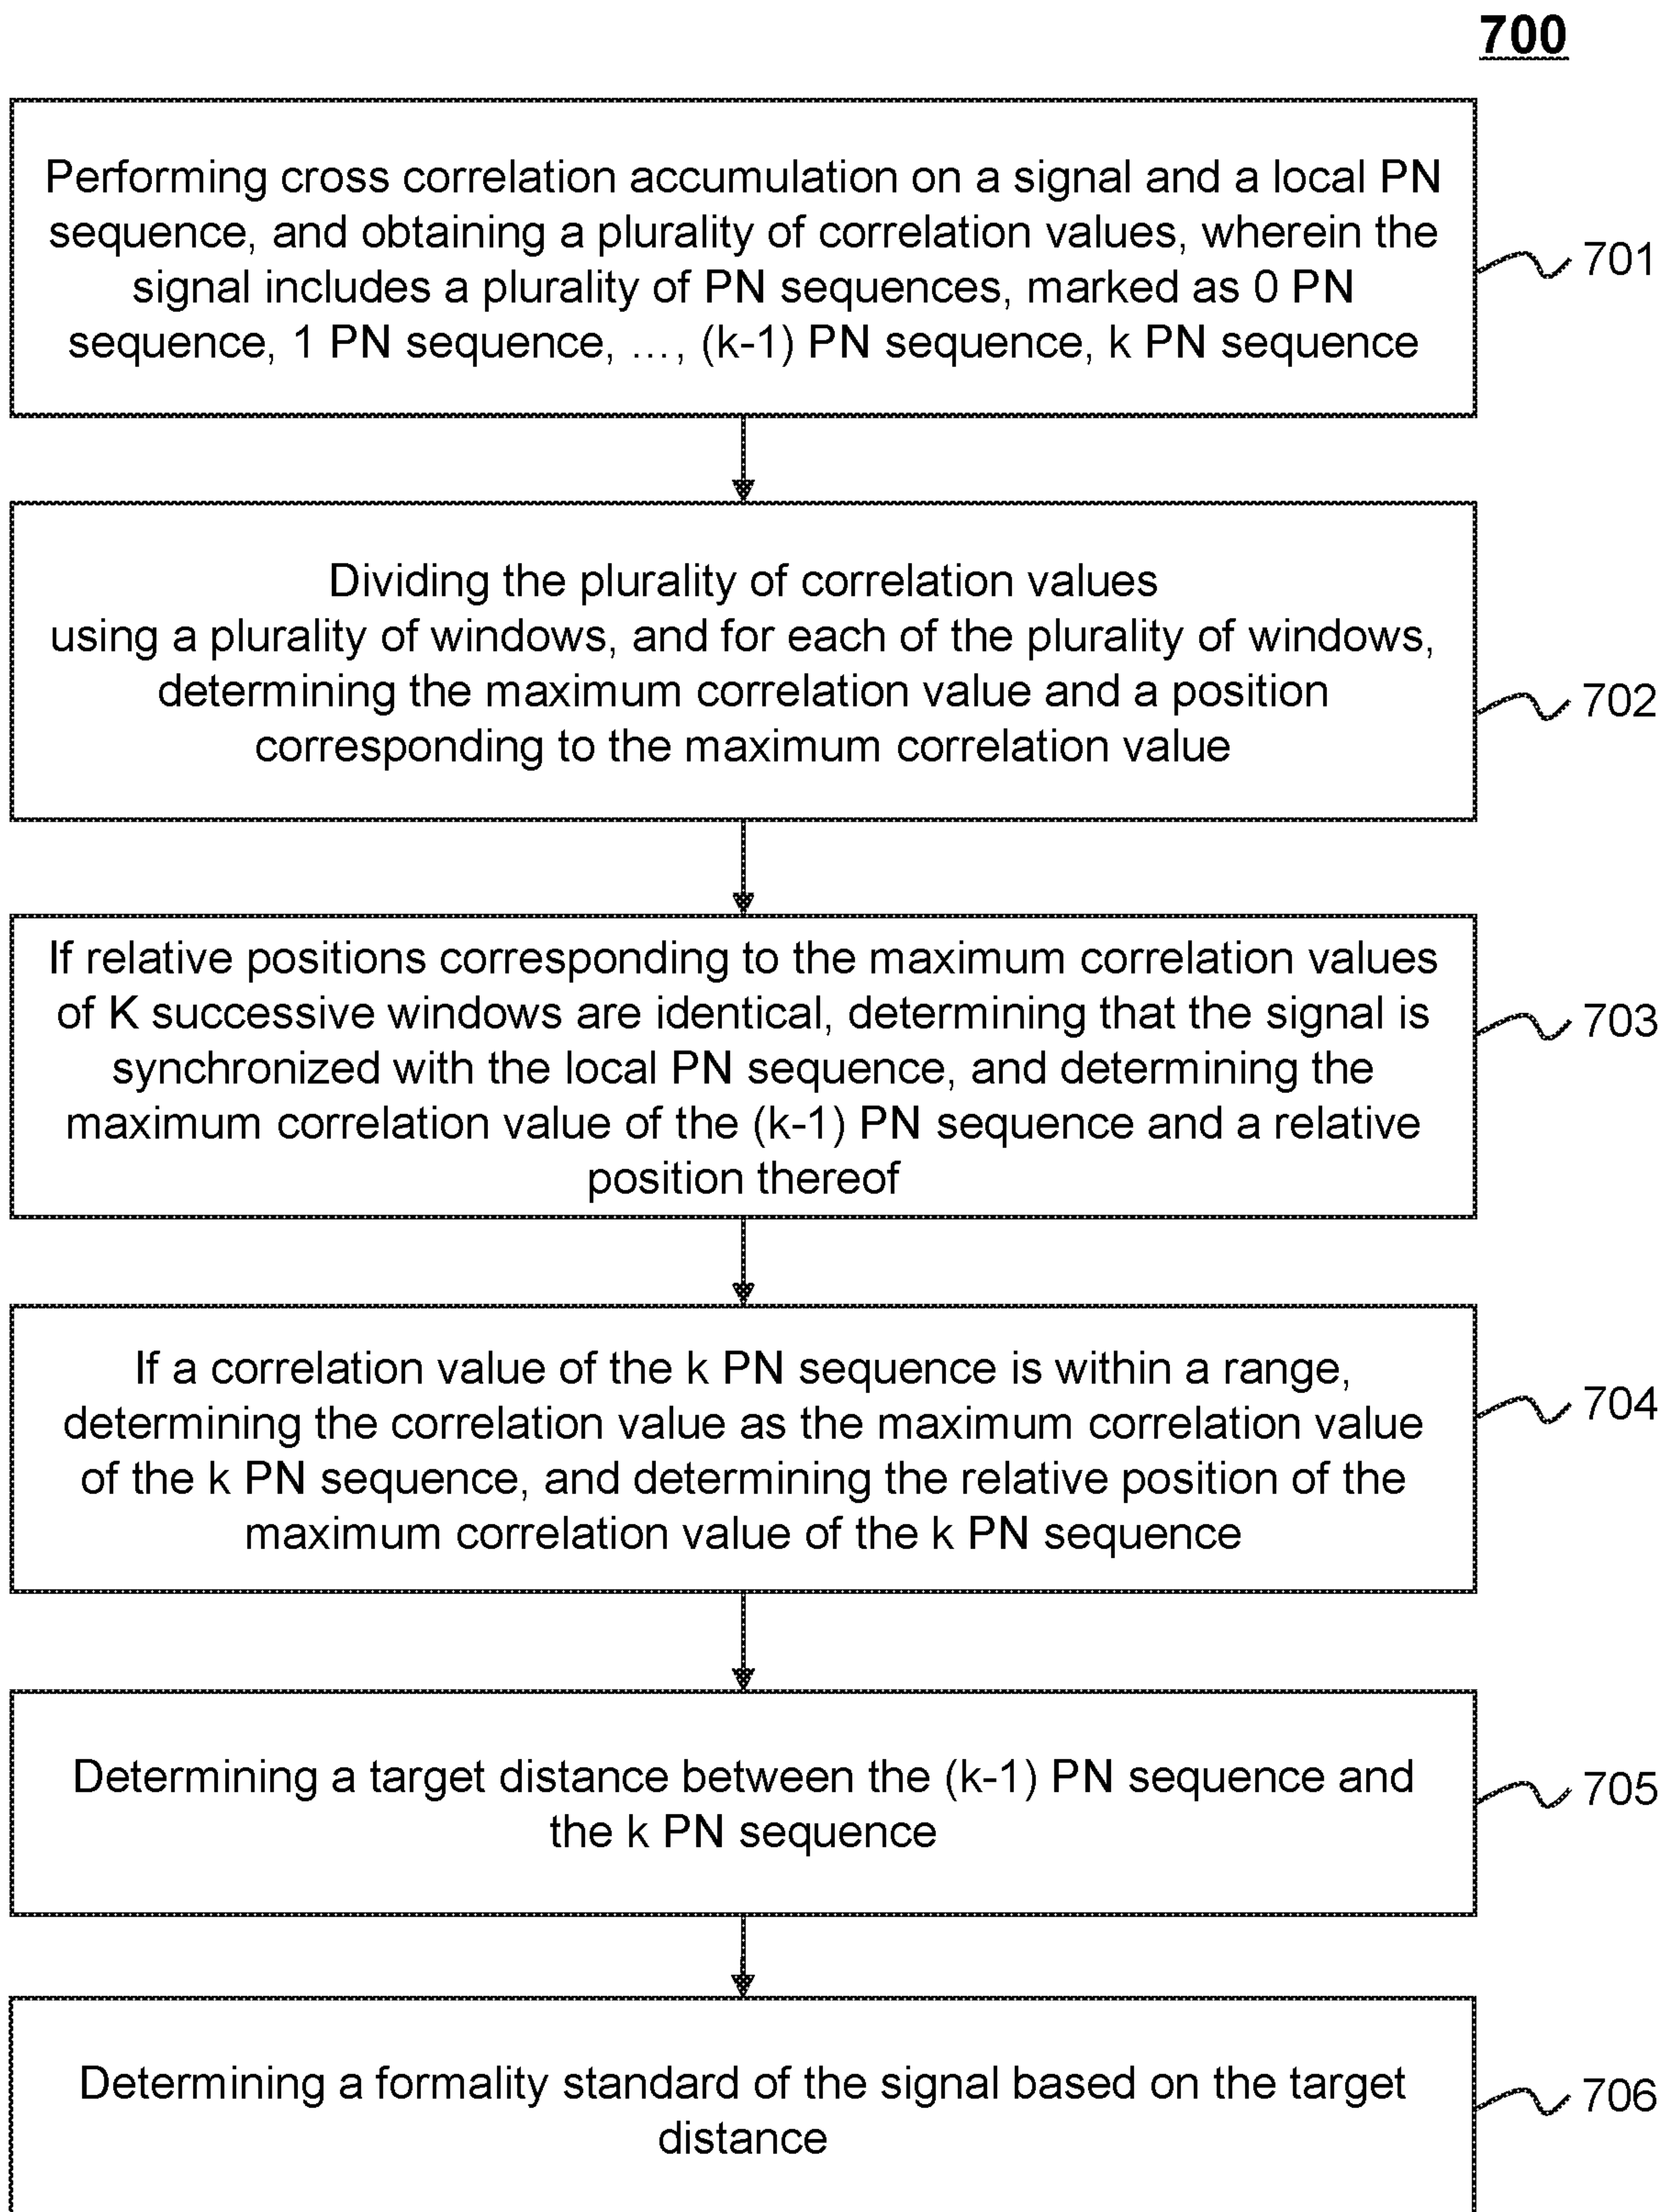 700
Performing cross correlation accumulation on a signal and a local PN
sequence, and obtaining a plurality of correlation values, wherein the
signal includes a plurality of PN sequences, marked as 0 PN
sequence, 1 PN sequence, …, (k-1) PN sequence, k PN sequence
701
Dividing the plurality of correlation values
using a plurality of windows, and for each of the plurality of windows,
determining the maximum correlation value and a position
corresponding to the maximum correlation value
702
If relative positions corresponding to the maximum correlation values
of K successive windows are identical, determining that the signal is
synchronized with the local PN sequence, and determining the
maximum correlation value of the (k-1) PN sequence and a relative
position thereof
703
If a correlation value of the k PN sequence is within a range,
determining the correlation value as the maximum correlation value
of the k PN sequence, and determining the relative position of the
maximum correlation value of the k PN sequence
704
Determining a target distance between the (k-1) PN sequence and
the k PN sequence
705
Determining a formality standard of the signal based on the target
distance
706